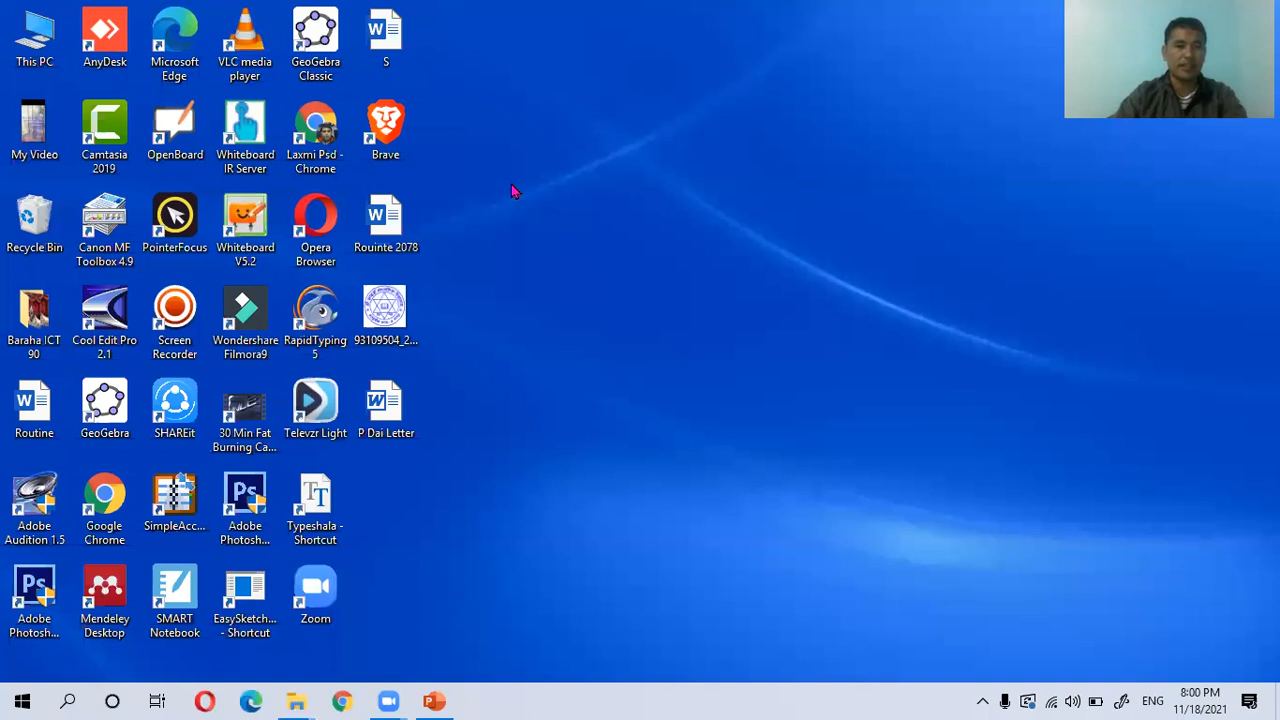 This PC
AnyDesk
Microsoft
Edge
VLC media
player
GeoGebra
Classic
S
My Video
Camtasia
2019
OpenBoard
Whiteboard
IR Server
Laxmi Psd -
Chrome
Brave
Recycle Bin
Canon MF
Toolbox 4.9
PointerFocus
Whiteboard
V5.2
Opera
Browser
Rouinte 2078
Baraha ICT
90
Cool Edit Pro
2.1
Screen
Recorder
Wondershare
Filmora9
RapidTyping
5
93109504_2...
Routine
GeoGebra
SHAREit
30 Min Fat
Burning Ca...
Televzr Light
P Dai Letter
Adobe
Audition 1.5
Google
Chrome
SimpleAcc...
Adobe
Photosh...
Typeshala -
Shortcut
Adobe
Photosh...
Mendeley
Desktop
SMART
Notebook
EasySketch...
- Shortcut
Zoom
ENG
8:00 PM
11/18/2021